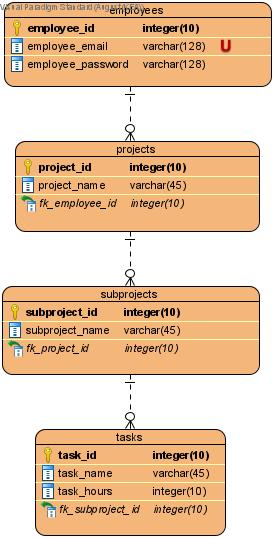 Visual Paradigm Standard
employees
employee_id integer(10)
employee_email varchar(128) U
employee_password varchar(128)
projects
project_id integer(10)
project_name varchar(45)
fk_employee_id integer(10)
subprojects
subproject_id integer(10)
subproject_name varchar(45)
fk_project_id integer(10)
tasks
task_id integer(10)
task_name varchar(45)
task_hours integer(10)
fk_subproject_id integer(10)